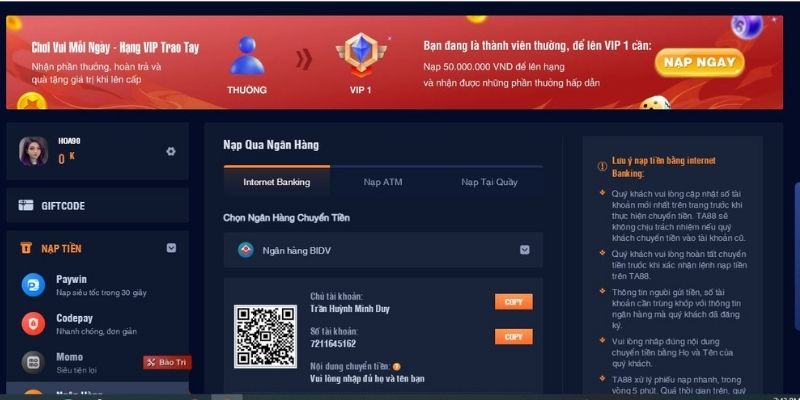 Chơi Vui Mỗi Ngày - Hạng VIP Trao Tay
Nhận phần thưởng, hoàn trả và
quà tặng giá trị khi lên cấp
THƯỜNG
VIP 1
Bạn đang là thành viên thường, để lên VIP 1 cần:
Nạp 50.000.000 VND để lên hạng
và nhận được những phần thưởng hấp dẫn
NẠP NGAY
HOA90
0 K
GIFTCODE
NẠP TIỀN
Paywin
Nạp siêu tốc trong 30 giây
Codepay
Nhanh chóng, đơn giản
Momo
Siêu tiện lợi
Bảo Trì
Ngân Hàng
Nạp Qua Ngân Hàng
Internet Banking
Nạp ATM
Nạp Tại Quầy
Chọn Ngân Hàng Chuyển Tiền
Ngân hàng BIDV
Chủ tài khoản:
Trần Huỳnh Minh Duy
COPY
Số tài khoản:
7211645162
COPY
Nội dung chuyển tiền:
Vui lòng nhập đủ họ và tên bạn
Lưu ý nạp tiền bằng internet
Banking:
Quý khách vui lòng cập nhật số tài
khoản mới nhất trên trang trước khi
thực hiện chuyển tiền. TA88 sẽ
không chịu trách nhiệm nếu quý
khách chuyển tiền vào tài khoản cũ.
Quý khách vui lòng hoàn tất chuyển
tiền trước khi xác nhận lệnh nạp tiền
trên TA88.
Thông tin người gửi tiền, số tài
khoản cần trùng khớp với thông tin
ngân hàng mà quý khách đã đăng
ký.
Vui lòng nhập đúng nội dung
chuyển tiền bằng Họ và Tên của
quý khách.
TA88 xử lý phiếu nạp nhanh, trong
vòng 5 phút. Quá thời gian trên, quý